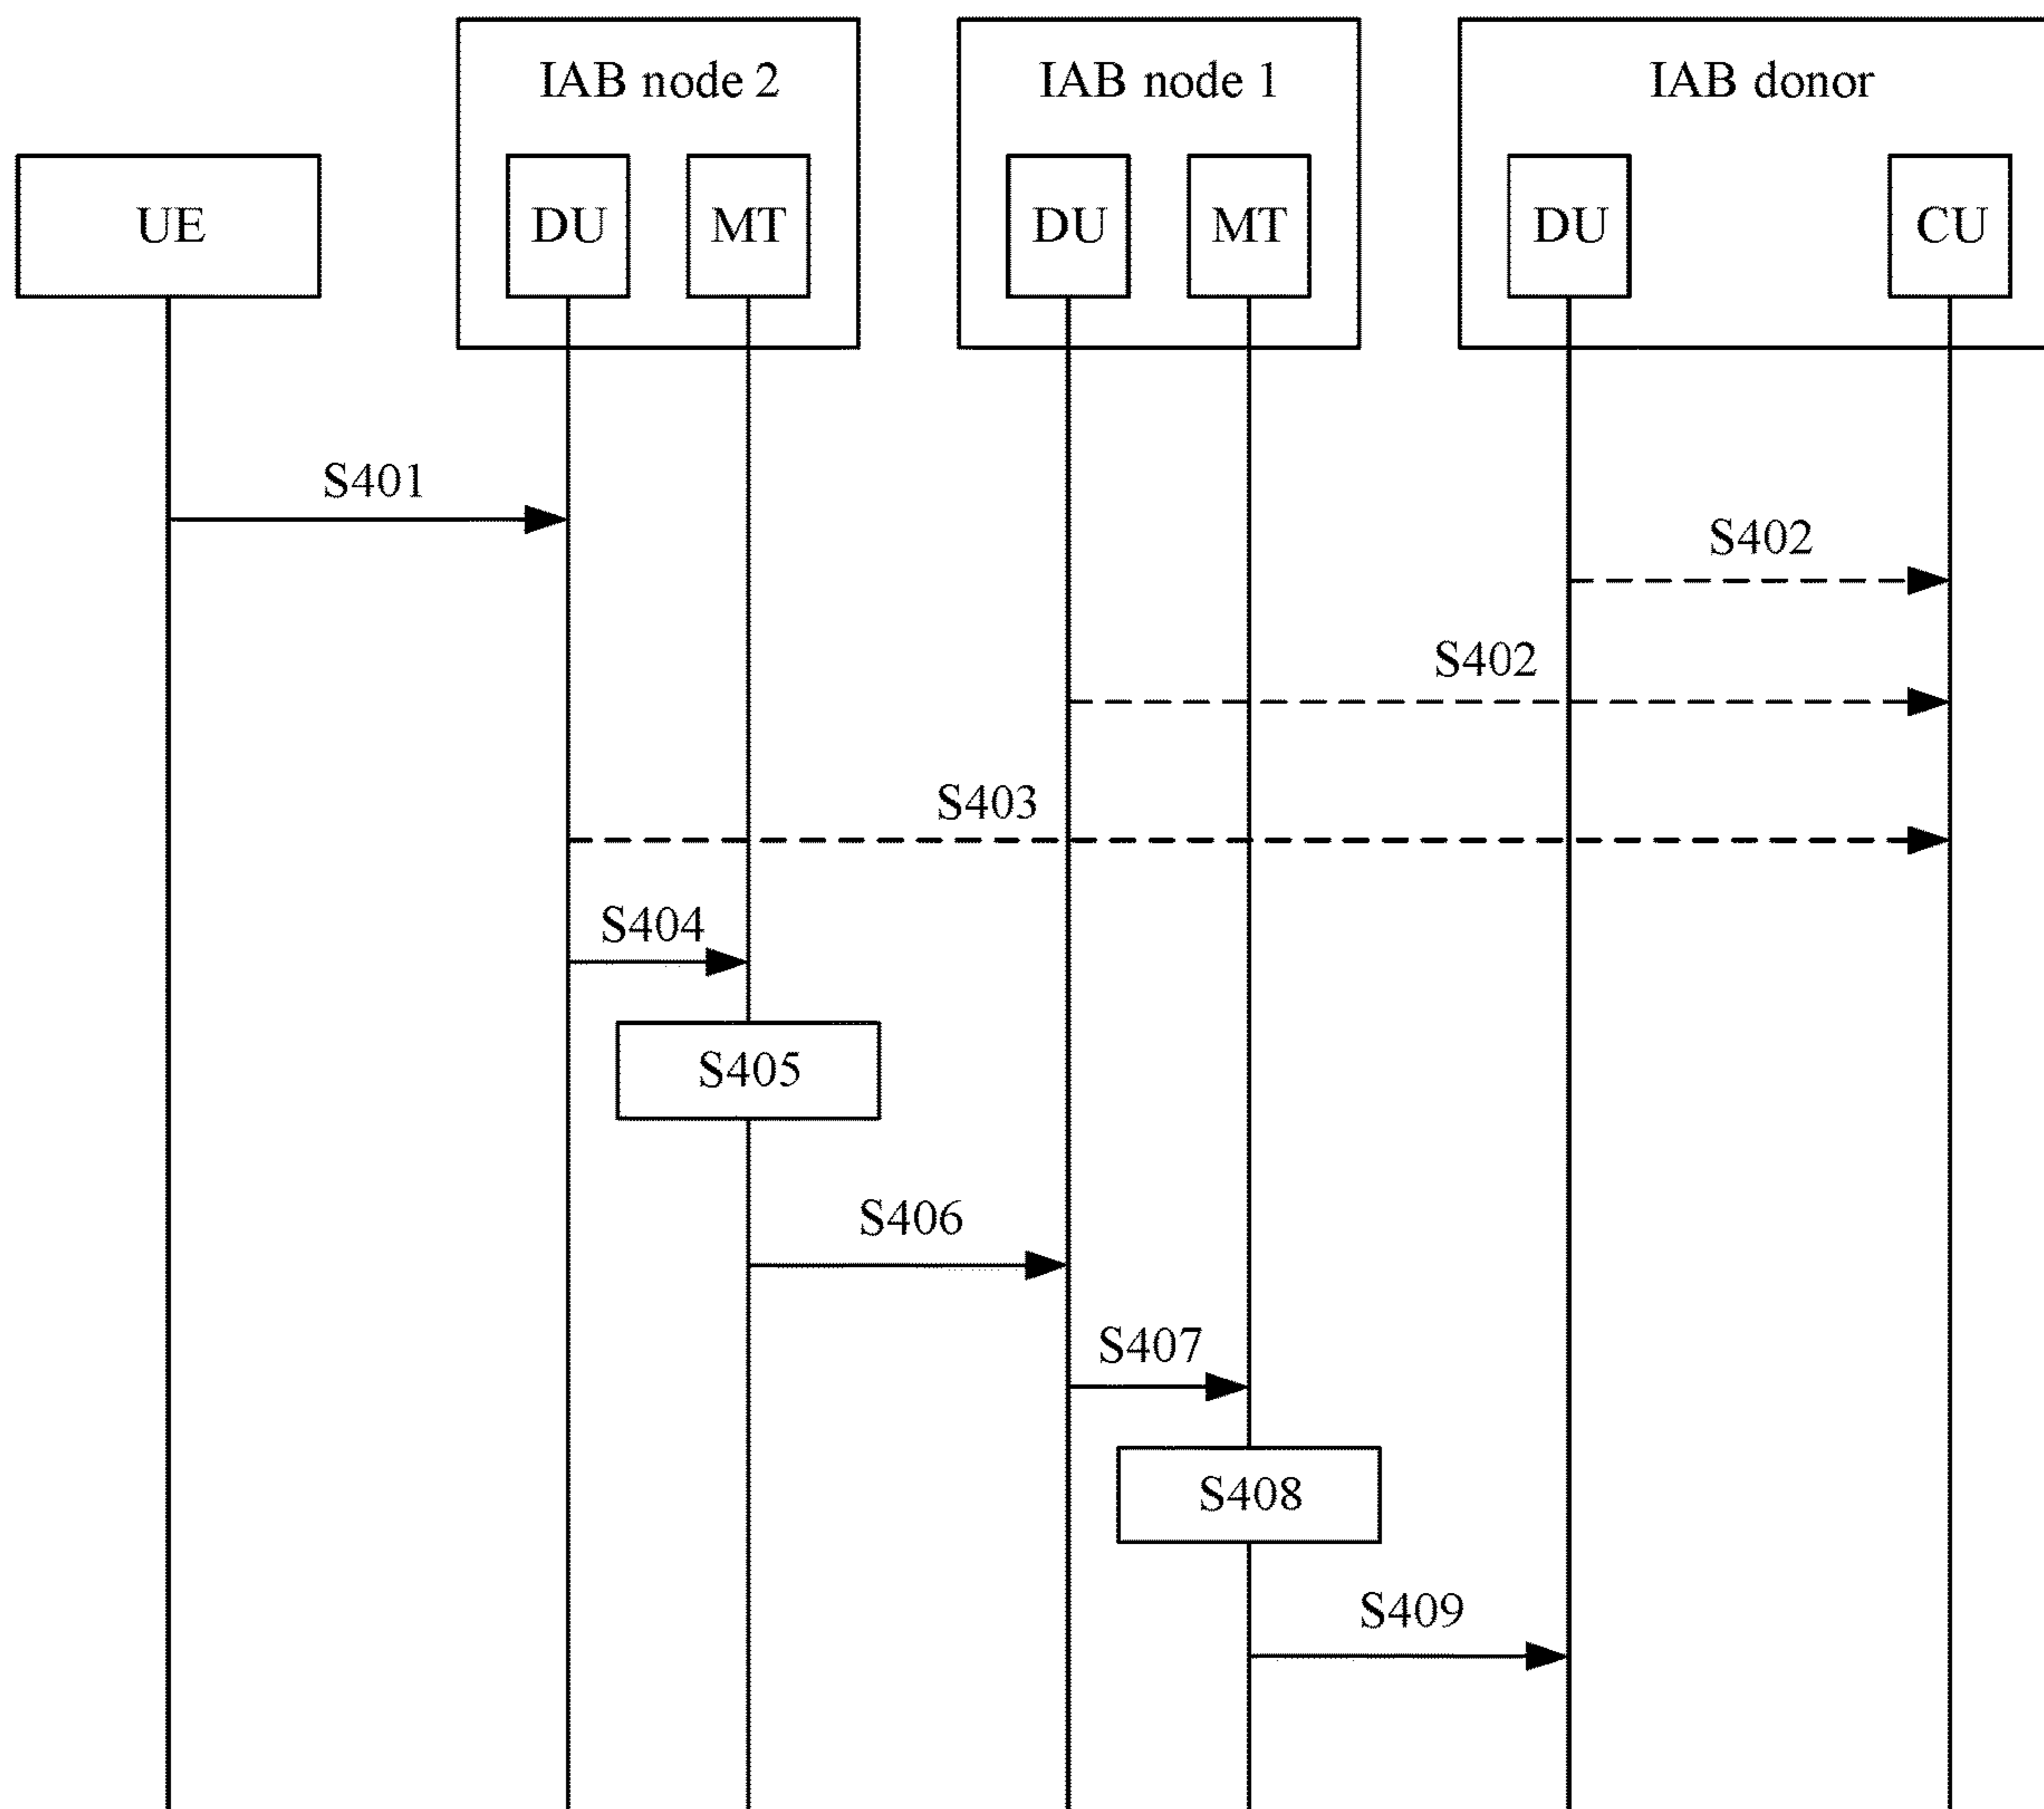 IAB node 2
IAB node 1
IAB donor
UE
DU
MT
DU
MT
DU
CU
S401
S402
S402
S403
S404
S405
S406
S407
S408
S409